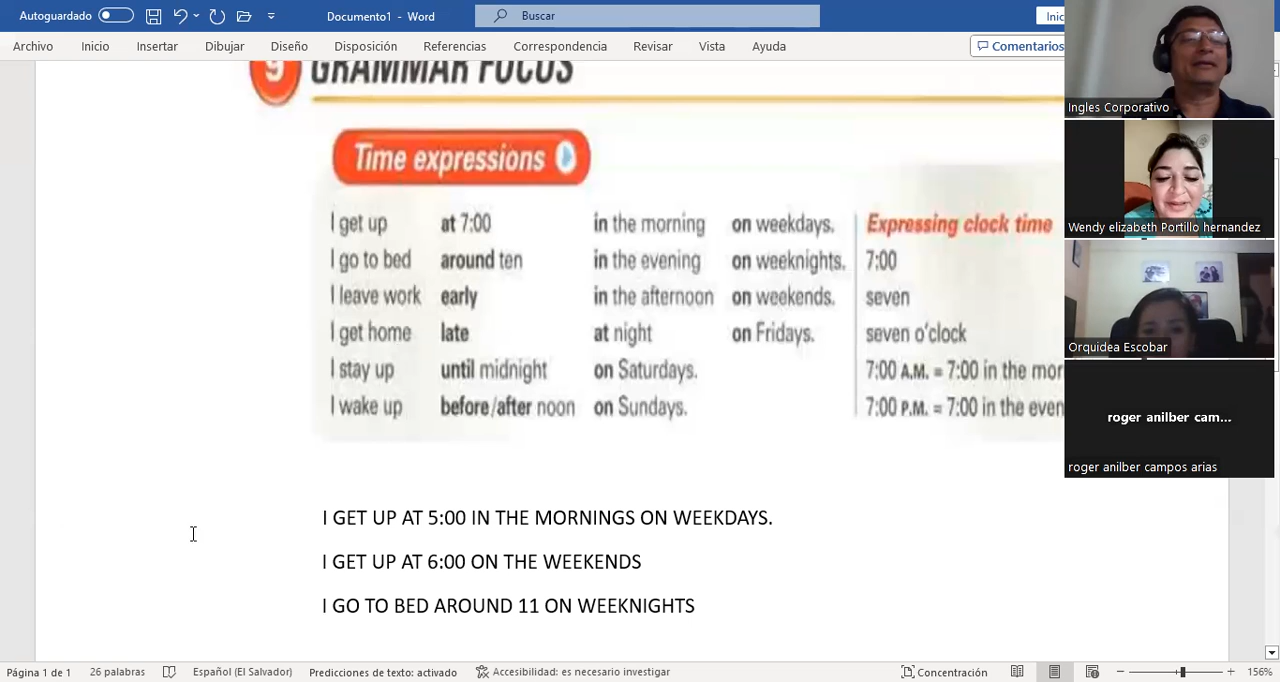 Autoguardado
Documento1 - Word
Buscar
Archivo Inicio Insertar Dibujar Diseño Disposición Referencias Correspondencia Revisar Vista Ayuda
Comentarios
9 GRAMMAR FOCUS
Time expressions
I get up at 7:00 in the morning on weekdays.
I go to bed around ten in the evening on weeknights.
I leave work early in the afternoon on weekends.
I get home late at night on Fridays.
I stay up until midnight on Saturdays.
I wake up before/after noon on Sundays.
Expressing clock time
7:00
seven
seven o'clock
7:00 A.M. = 7:00 in the
7:00 P.M. = 7:00 in the
I GET UP AT 5:00 IN THE MORNINGS ON WEEKDAYS.
I GET UP AT 6:00 ON THE WEEKENDS
I GO TO BED AROUND 11 ON WEEKNIGHTS
Ingles Corporativo
Wendy elizabeth Portillo hernandez
Orquidea Escobar
roger anilber cam...
roger anilber campos arias
Página 1 de 1 26 palabras Español (El Salvador) Predicciones de texto: activado Accesibilidad: es necesario investigar Concentración 156%